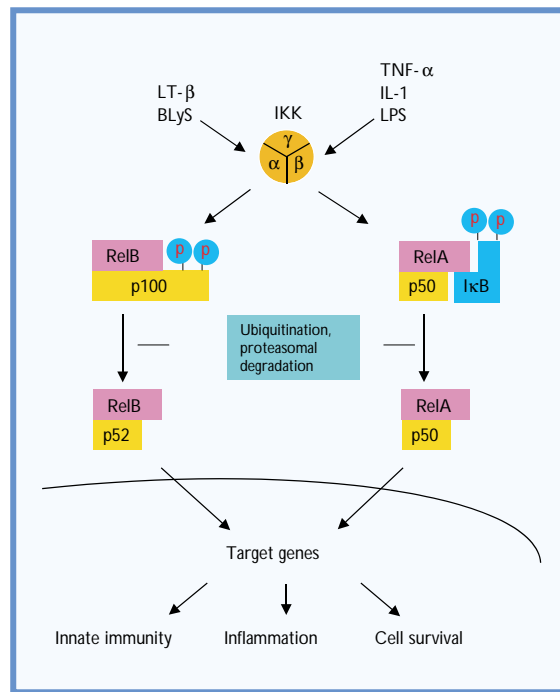 LT-β
BLyS
IKK
TNF-α
IL-1
LPS
γ
α
β
p p
RelB
p100
p p
RelA
p50
IκB
Ubiquitination,
proteasomal
degradation
RelB
p52
RelA
p50
Target genes
Innate immunity
Inflammation
Cell survival